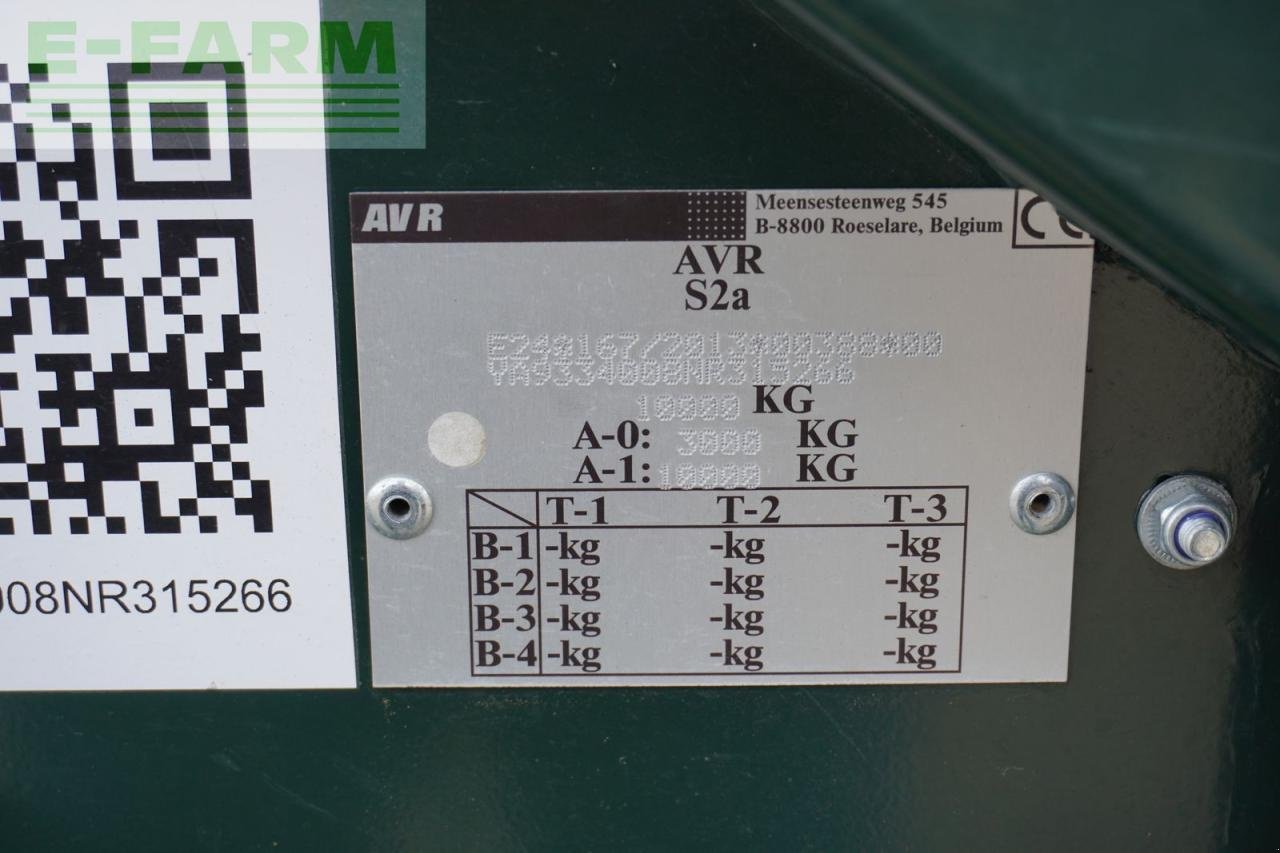 E-FARM
AVR
Meensesteenweg 545
B-8800 Roeselare, Belgium
CE
AVR
S2a
E24*167/2013*00388*00
YA9334008NR315266
10000 KG
A-0: 3000 KG
A-1: 10000 KG
T-1 T-2 T-3
B-1 -kg -kg -kg
B-2 -kg -kg -kg
B-3 -kg -kg -kg
B-4 -kg -kg -kg
008NR315266